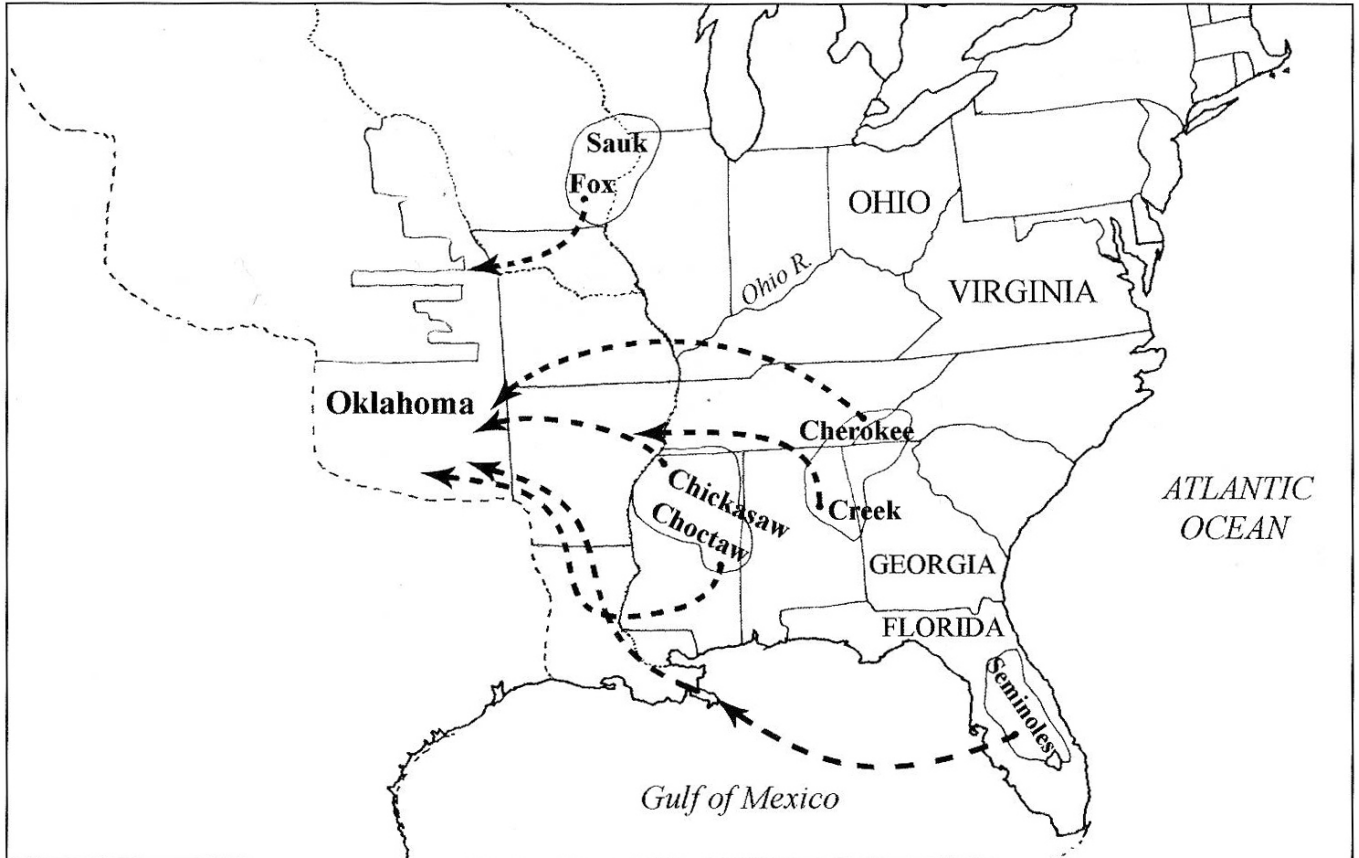 Sauk
Fox
OHIO
Ohio R.
VIRGINIA
Oklahoma
Cherokee
Chickasaw
Creek
Choctaw
ATLANTIC
OCEAN
GEORGIA
FLORIDA
Seminoles
Gulf of Mexico